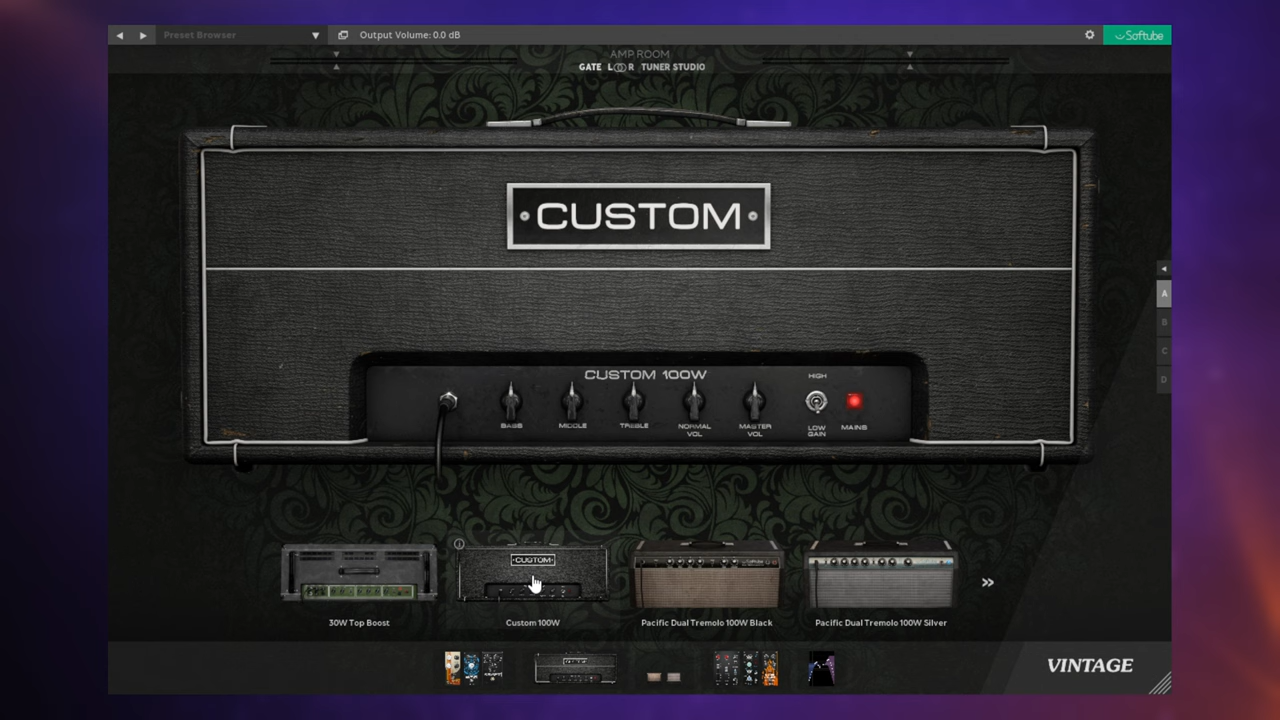 Preset Browser
Output Volume: 0.0 dB
Softube
AMP ROOM
GATE L R TUNER STUDIO
CUSTOM
A
B
C
D
CUSTOM 100W
HIGH
BASS MIDDLE TREBLE NORMAL VOL MASTER VOL LOW GAIN MAINS
CUSTOM
30W Top Boost
Custom 100W
Pacific Dual Tremolo 100W Black
Pacific Dual Tremolo 100W Silver
VINTAGE